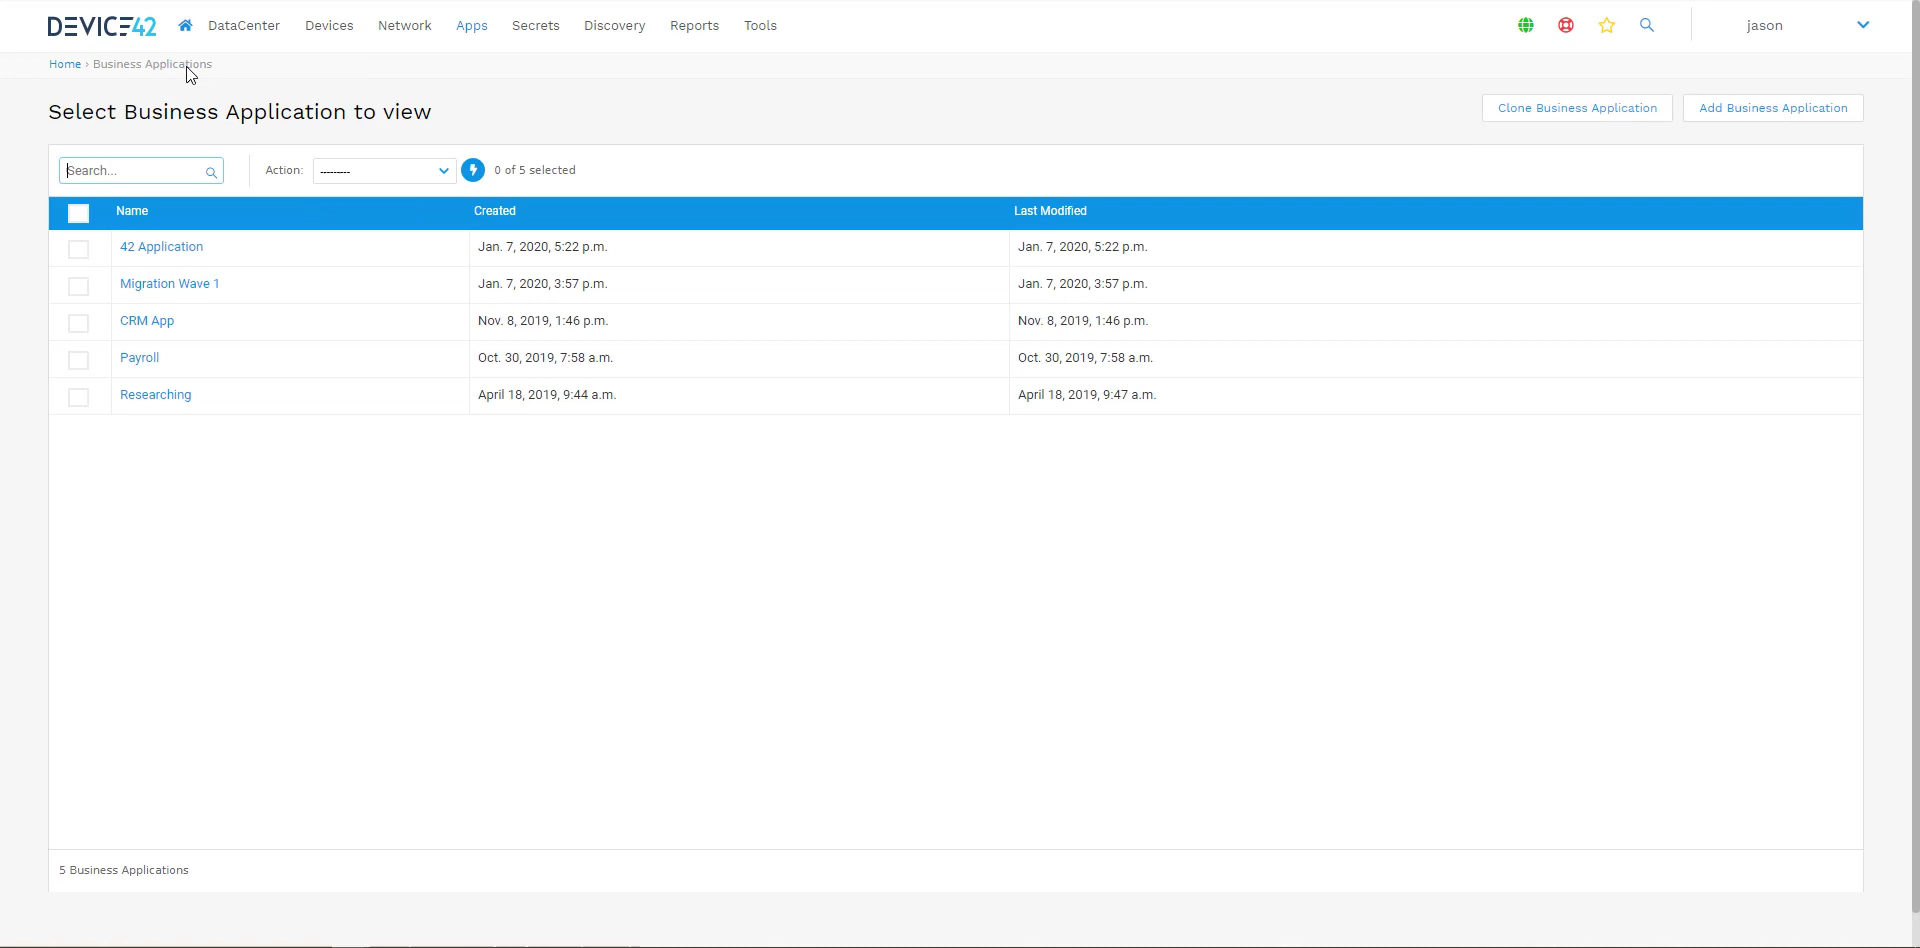 DEVICE42 DataCenter Devices Network Apps Secrets Discovery Reports Tools jason
Home › Business Applications
Select Business Application to view
Clone Business Application Add Business Application
Search... Action: --------- 0 of 5 selected
Name Created Last Modified
42 Application Jan. 7, 2020, 5:22 p.m. Jan. 7, 2020, 5:22 p.m.
Migration Wave 1 Jan. 7, 2020, 3:57 p.m. Jan. 7, 2020, 3:57 p.m.
CRM App Nov. 8, 2019, 1:46 p.m. Nov. 8, 2019, 1:46 p.m.
Payroll Oct. 30, 2019, 7:58 a.m. Oct. 30, 2019, 7:58 a.m.
Researching April 18, 2019, 9:44 a.m. April 18, 2019, 9:47 a.m.
5 Business Applications